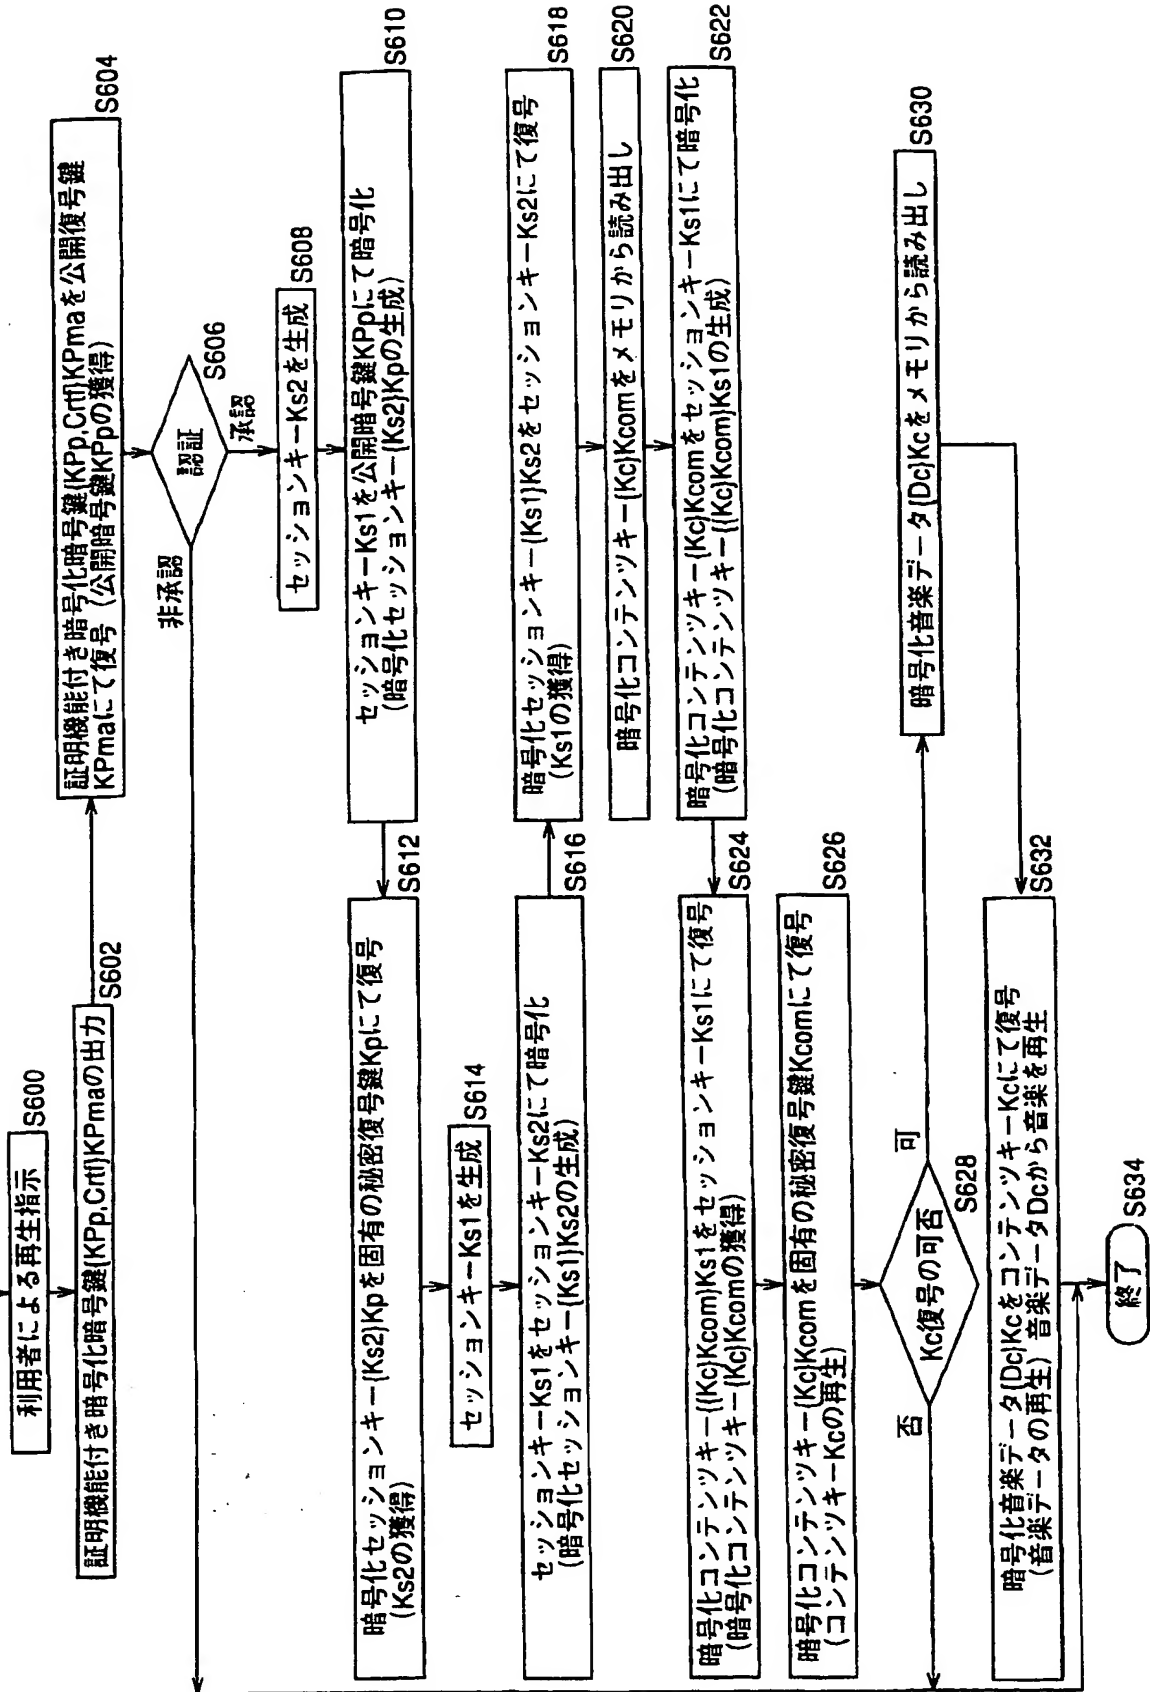 利用者による再生指示
S600
証明機能付き暗号化暗号鍵{KPp,Crtf}KPmaの出力
S602
証明機能付き暗号化暗号鍵{KPp,Crtf}KPmaを公開復号鍵
KPmaにて復号（公開暗号鍵KPpの獲得）
S604
認証
S606
非承認
承認
セッションキーKs2を生成
S608
セッションキーKs1を公開暗号鍵KPpにて暗号化
(暗号化セッションキー{Ks2}Kpの生成)
S610
暗号化セッションキー{Ks2}Kpを固有の秘密復号鍵Kpにて復号
(Ks2の獲得)
S612
セッションキーKs1を生成
S614
セッションキーKs1をセッションキーKs2にて暗号化
(暗号化セッションキー{Ks1}Ks2の生成)
S616
暗号化セッションキー{Ks1}Ks2をセッションキーKs2にて復号
(Ks1の獲得)
S618
暗号化コンテンツキー{Kc}Kcomをメモリから読み出し
S620
暗号化コンテンツキー{Kc}KcomをセッションキーKs1にて暗号化
(暗号化コンテンツキー{{Kc}Kcom}Ks1の生成)
S622
暗号化コンテンツキー{{Kc}Kcom}Ks1をセッションキーKs1にて復号
(暗号化コンテンツキー{Kc}Kcomの獲得)
S624
暗号化コンテンツキー{Kc}Kcomを固有の秘密復号鍵Kcomにて復号
(コンテンツキーKcの再生)
S626
Kc復号の可否
S628
否
可
暗号化音楽データ{Dc}Kcをメモリから読み出し
S630
暗号化音楽データ{Dc}KcをコンテンツキーKcにて復号
(音楽データの再生) 音楽データDcから音楽を再生
S632
終了
S634